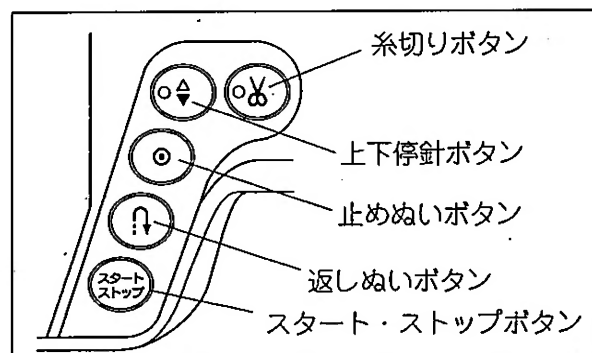 糸切りボタン
上下停針ボタン
止めぬいボタン
返しぬいボタン
スタート
ストップ
スタート・ストップボタン